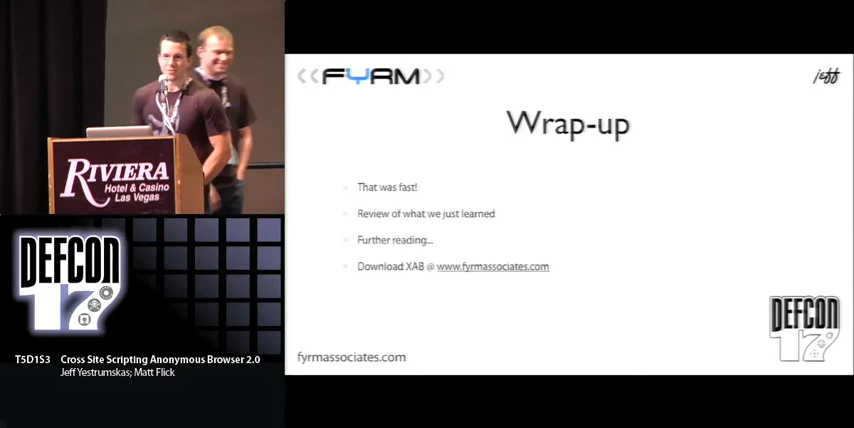 RIVIERA
Hotel & Casino
Las Vegas
DEFCON
17
T5D1S3 Cross Site Scripting Anonymous Browser 2.0
Jeff Yestrumskas; Matt Flick
((FYRM))
jeff
Wrap-up
That was fast!
Review of what we just learned
Further reading...
Download XAB @ www.fyrmassociates.com
DEFCON
17
fyrmassociates.com